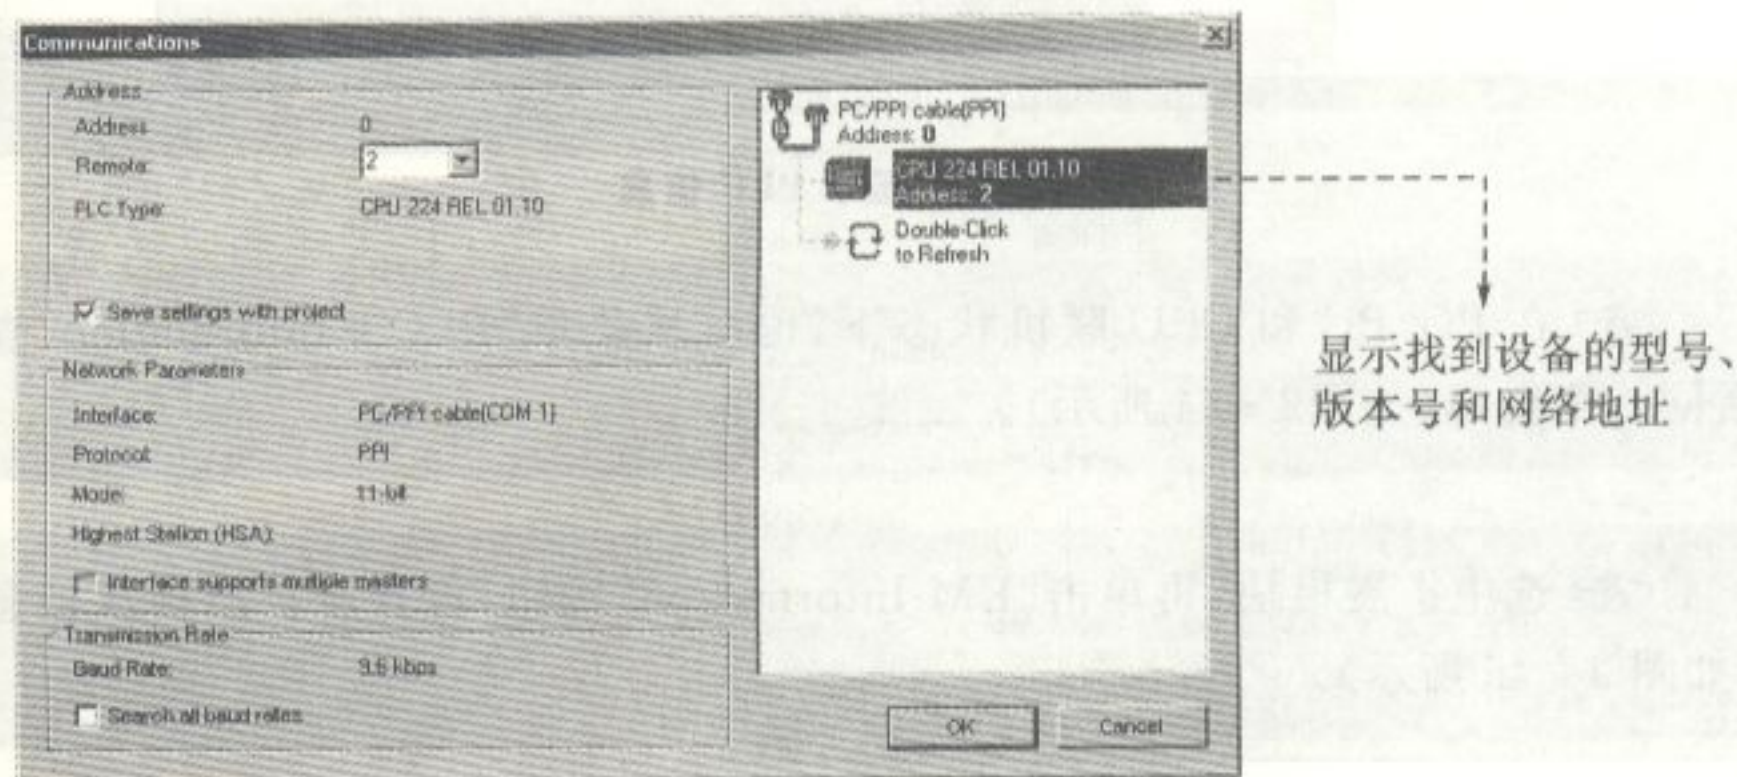 Communications
Address
Address 0
Remote: 2
PLC Type: CPU 224 REL 01.10
Save settings with project
Network Parameters
Interface: PC/PPI cable(COM 1)
Protocol: PPI
Mode: 11-bit
Highest Station (HSA):
Interface supports multiple masters
Transmission Rate
Baud Rate: 9.6 kbps
Search all baud rates
PC/PPI cable(PPI)
Address: 0
CPU 224 REL 01.10
Address: 2
Double-Click
to Refresh
OK Cancel
显示找到设备的型号、
版本号和网络地址